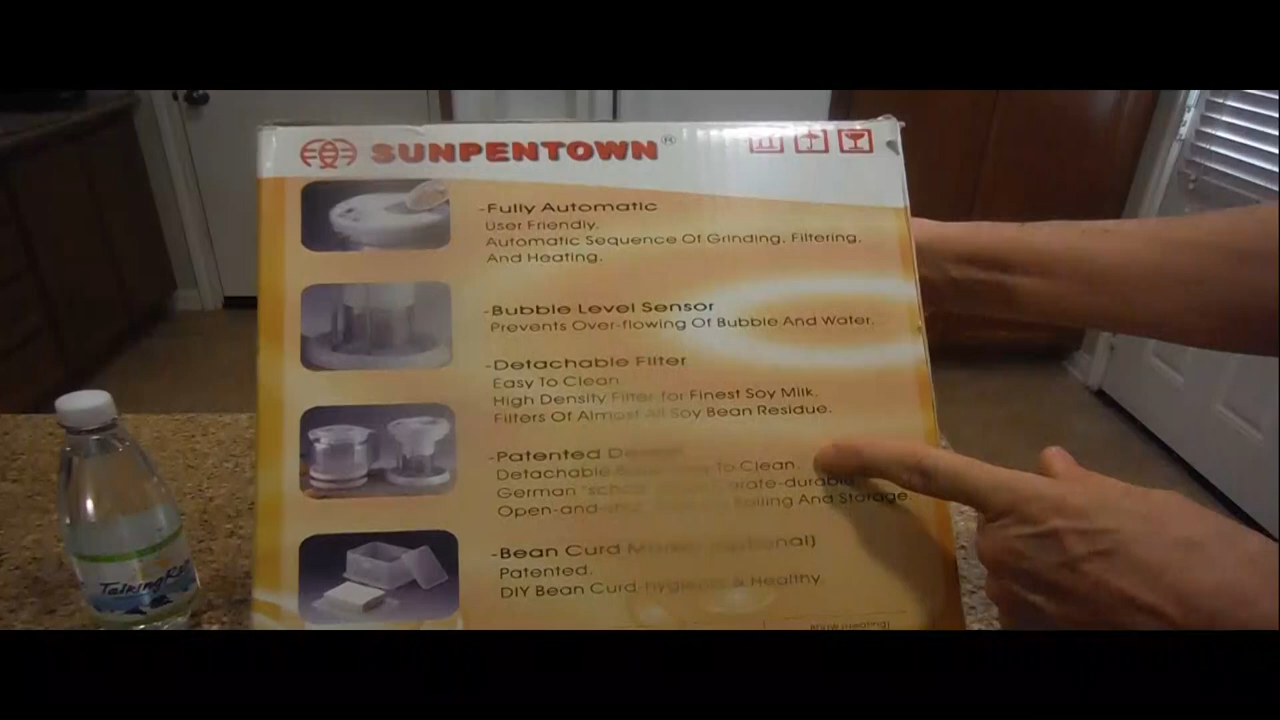 SUNPENTOWN®
-Fully Automatic
User Friendly.
Automatic Sequence Of Grinding, Filtering,
And Heating.
-Bubble Level Sensor
Prevents Over-flowing Of Bubble And Water.
-Detachable Filter
Easy To Clean
High Density Filter for Finest Soy Milk.
Filters Of Almost All Soy Bean Residue.
-Patented
Detachable To Clean.
German
Open-and- And Storage.
-Bean Curd
Patented.
DIY Bean Curd, Hygienic & Healthy.